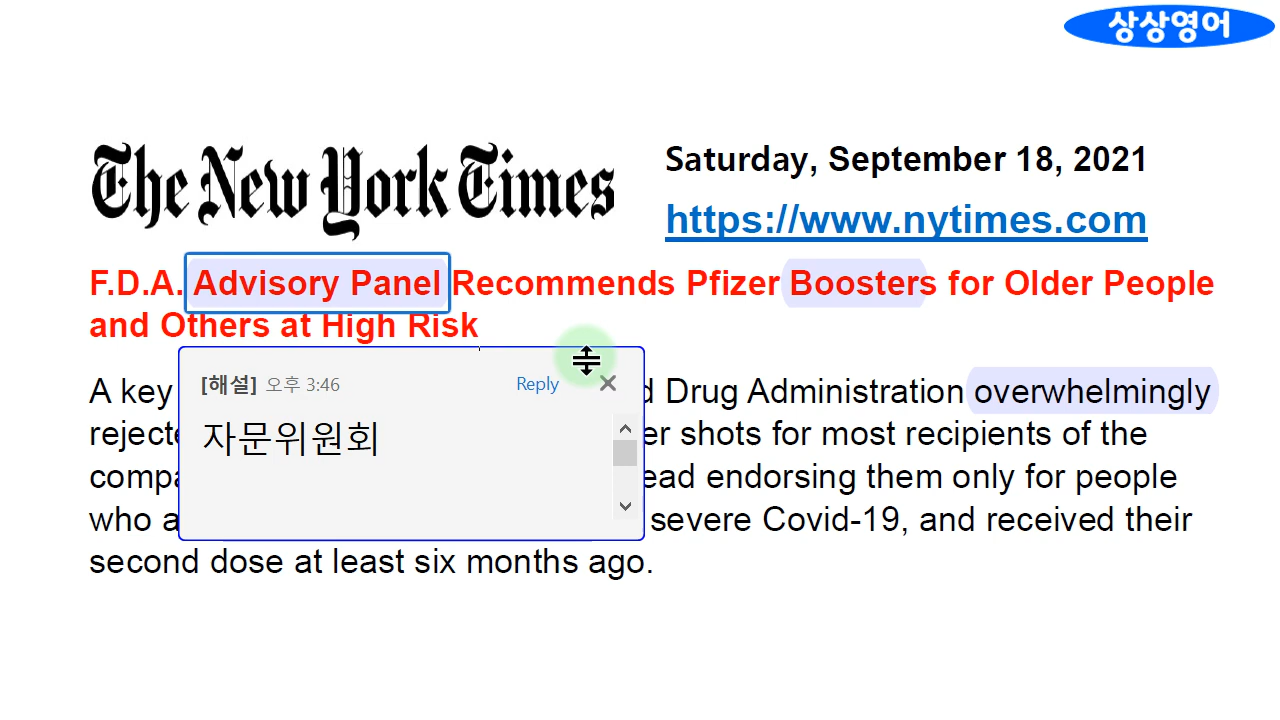 상상영어
The New York Times
Saturday, September 18, 2021
https://www.nytimes.com
F.D.A. Advisory Panel Recommends Pfizer Boosters for Older People
and Others at High Risk
A key
d Drug Administration overwhelmingly
[해설] 오후 3:46 Reply
자문위원회
er shots for most recipients of the
ead endorsing them only for people
who a
severe Covid-19, and received their
second dose at least six months ago.